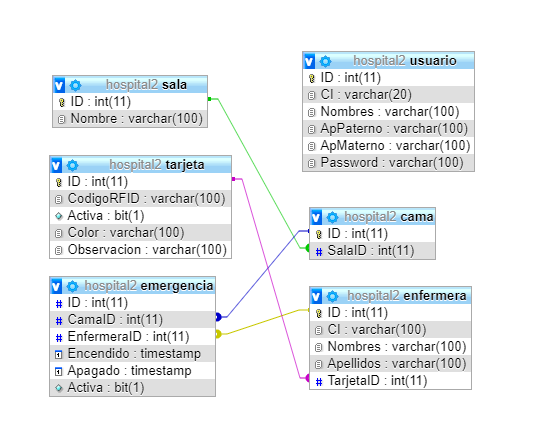 hospital2 sala
ID : int(11)
Nombre : varchar(100)
hospital2 usuario
ID : int(11)
CI : varchar(20)
Nombres : varchar(100)
ApPaterno : varchar(100)
ApMaterno : varchar(100)
Password : varchar(100)
hospital2 tarjeta
ID : int(11)
CodigoRFID : varchar(100)
Activa : bit(1)
Color : varchar(100)
Observacion : varchar(100)
hospital2 cama
ID : int(11)
SalaID : int(11)
hospital2 emergencia
ID : int(11)
CamaID : int(11)
EnfermeraID : int(11)
Encendido : timestamp
Apagado : timestamp
Activa : bit(1)
hospital2 enfermera
ID : int(11)
CI : varchar(100)
Nombres : varchar(100)
Apellidos : varchar(100)
TarjetaID : int(11)